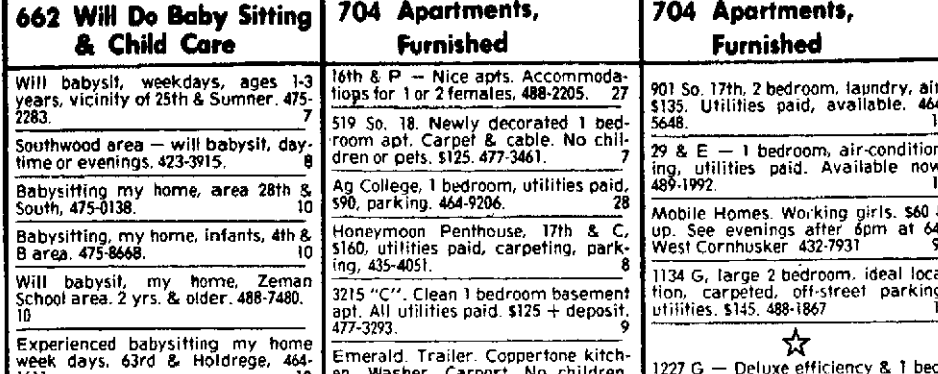 662 Will Do Baby Sitting
& Child Care
Will babysit, weekdays, ages 1-3
years, vicinity of 25th & Sumner. 475-
2283. 7
Southwood area — will babysit, day-
time or evenings. 423-3915. 8
Babysitting my home, area 28th &
South, 475-0138. 10
Babysitting, my home, infants, 4th &
B area. 475-8668. 10
Will babysit, my home, Zeman
School area. 2 yrs. & older. 488-7480.
10
Experienced babysitting my home
week days. 63rd & Holdrege, 464-
704 Apartments,
Furnished
16th & P — Nice apts. Accommoda-
tions for 1 or 2 females, 488-2205. 27
519 So. 18. Newly decorated 1 bed-
room apt. Carpet & cable. No chil-
dren or pets. $125. 477-3461. 7
Ag College, 1 bedroom, utilities paid,
$90, parking. 464-9206. 28
Honeymoon Penthouse, 17th & C,
$160, utilities paid, carpeting, park-
ing, 435-4051. 8
3215 "C". Clean 1 bedroom basement
apt. All utilities paid. $125 + deposit.
477-3293. 9
Emerald. Trailer. Coppertone kitch-
en. Washer. Carport. No children.
704 Apartments,
Furnished
901 So. 17th, 2 bedroom, laundry, air
$135. Utilities paid, available. 464
5648. 1
29 & E — 1 bedroom, air-condition
ing, utilities paid. Available now
489-1992. 1
Mobile Homes. Working girls. $60
up. See evenings after 6pm at 64
West Cornhusker 432-7931 9
1134 G, large 2 bedroom, ideal loca
tion, carpeted, off-street parking
utilities. $145. 488-1867 1
1227 G — Deluxe efficiency & 1 bed